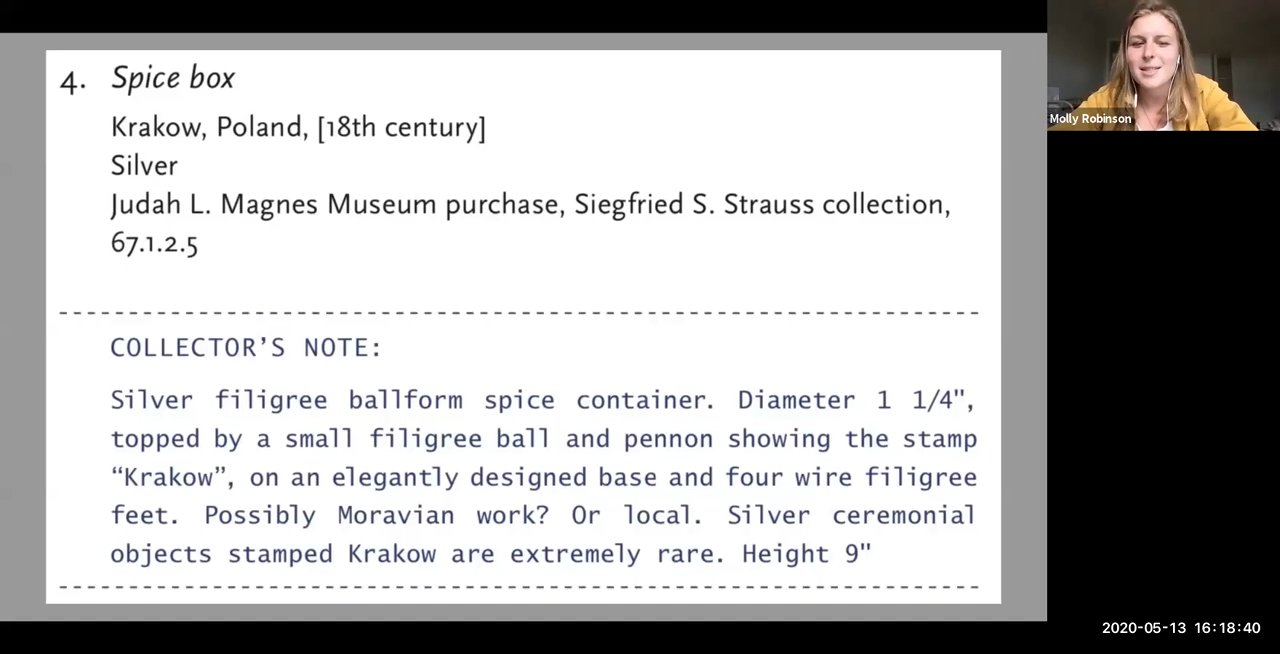 4. Spice box
Krakow, Poland, [18th century]
Silver
Judah L. Magnes Museum purchase, Siegfried S. Strauss collection,
67.1.2.5
COLLECTOR’S NOTE:
Silver filigree ballform spice container. Diameter 1 1/4",
topped by a small filigree ball and pennon showing the stamp
“Krakow”, on an elegantly designed base and four wire filigree
feet. Possibly Moravian work? Or local. Silver ceremonial
objects stamped Krakow are extremely rare. Height 9"
Molly Robinson
2020-05-13 16:18:40